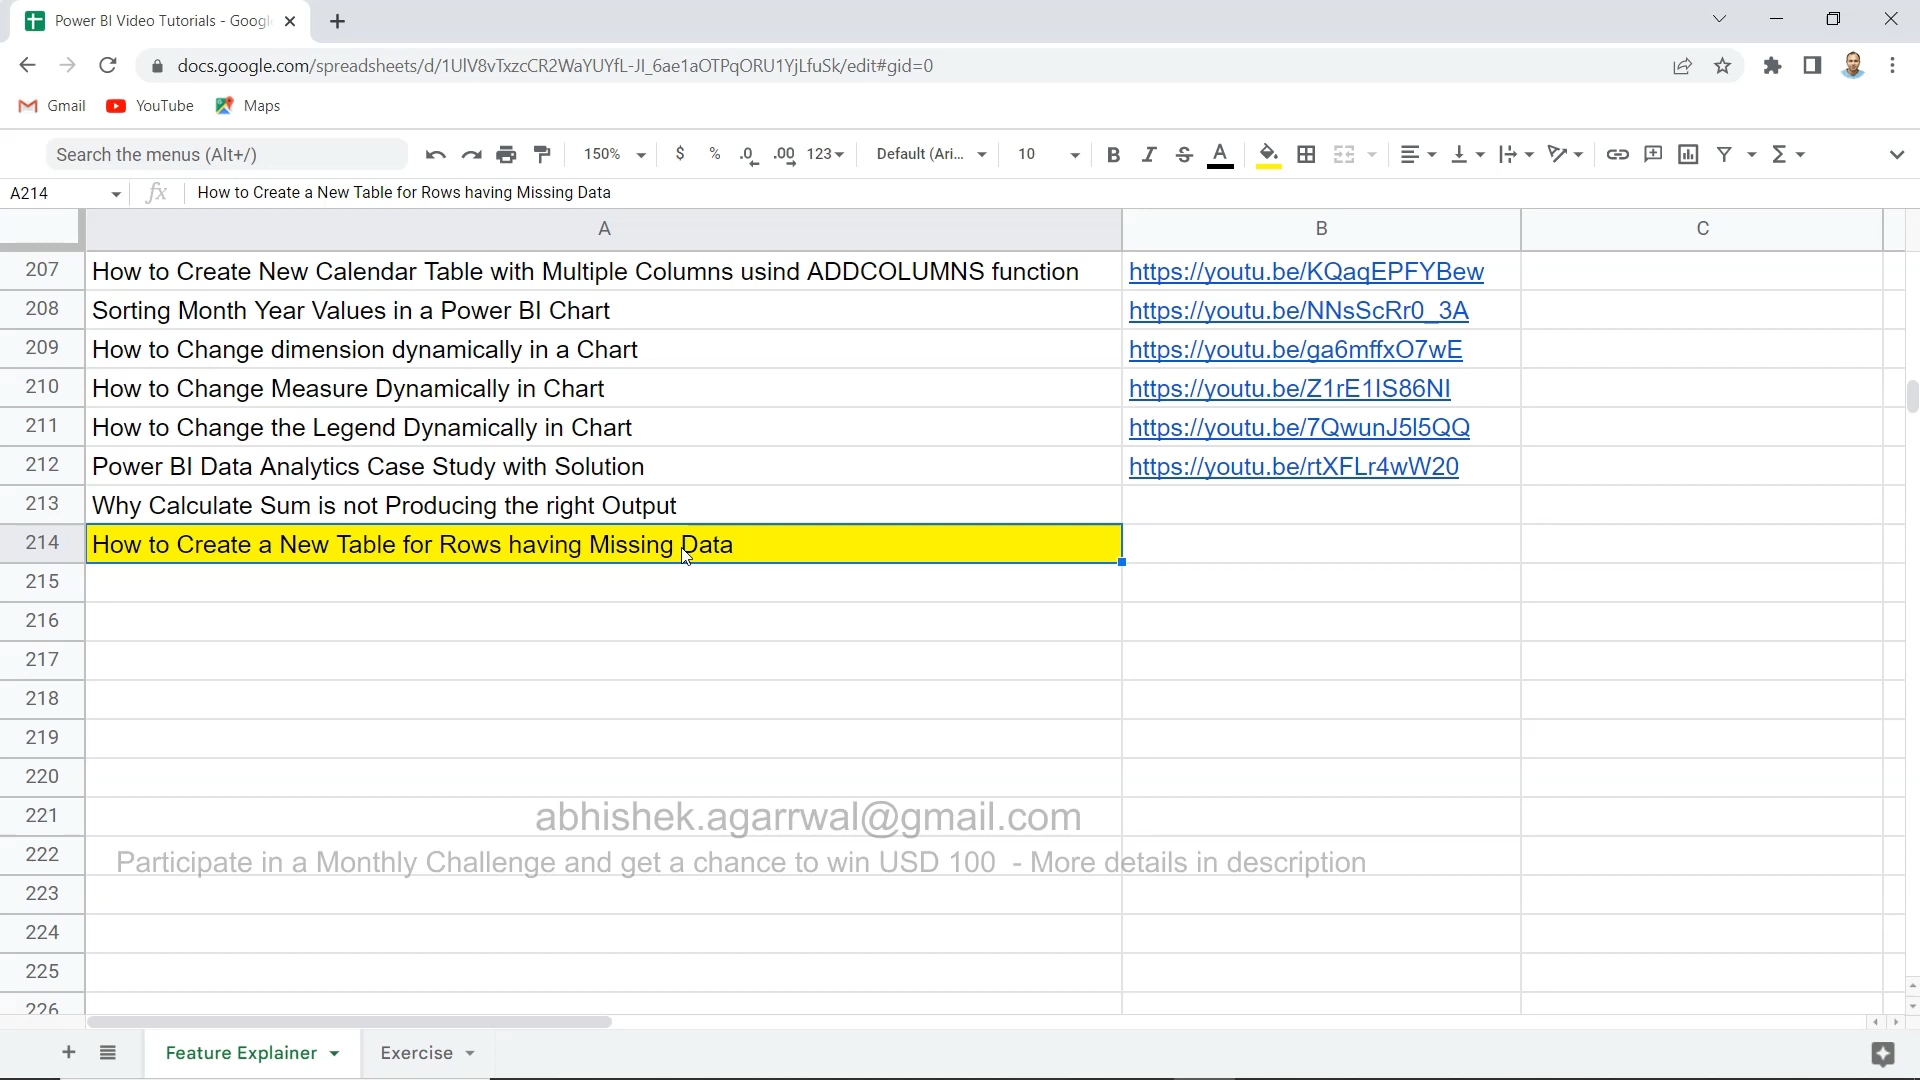 Power BI Video Tutorials - Googl
docs.google.com/spreadsheets/d/1UlV8vTxzcCR2WaYUYfL-JI_6ae1aOTPqORU1YjLfuSk/edit#gid=0
Gmail YouTube Maps
Search the menus (Alt+/) 150% $ % .0 .00 123 Default (Ari... 10 B I S A
A214 fx How to Create a New Table for Rows having Missing Data
A B C
207 How to Create New Calendar Table with Multiple Columns usind ADDCOLUMNS function https://youtu.be/KQaqEPFYBew
208 Sorting Month Year Values in a Power BI Chart https://youtu.be/NNsScRr0_3A
209 How to Change dimension dynamically in a Chart https://youtu.be/ga6mffxO7wE
210 How to Change Measure Dynamically in Chart https://youtu.be/Z1rE1IS86NI
211 How to Change the Legend Dynamically in Chart https://youtu.be/7QwunJ5I5QQ
212 Power BI Data Analytics Case Study with Solution https://youtu.be/rtXFLr4wW20
213 Why Calculate Sum is not Producing the right Output
214 How to Create a New Table for Rows having Missing Data
215
216
217
218
219
220
221 abhishek.agarrwal@gmail.com
222 Participate in a Monthly Challenge and get a chance to win USD 100 - More details in description
223
224
225
226
Feature Explainer Exercise